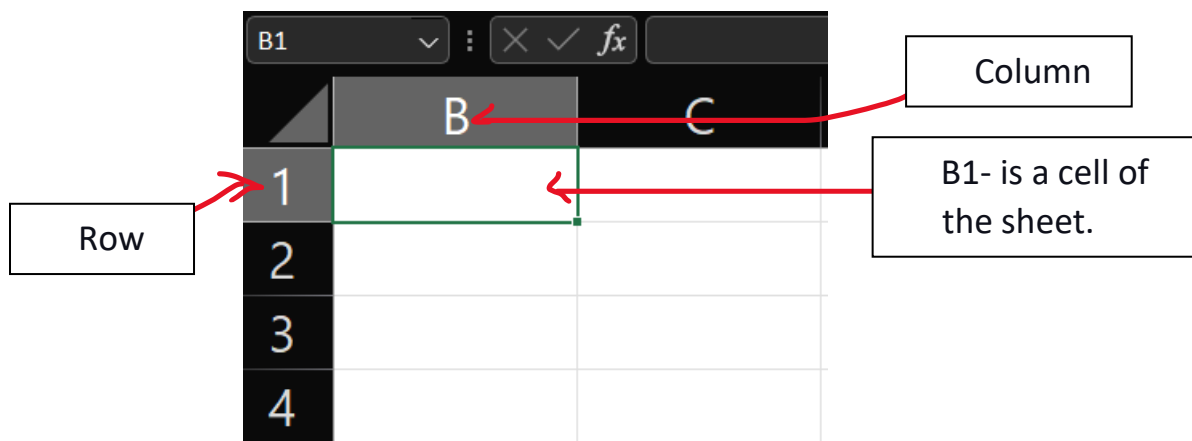 B1
fx
Column
B C
1
B1- is a cell of
the sheet.
Row
2
3
4